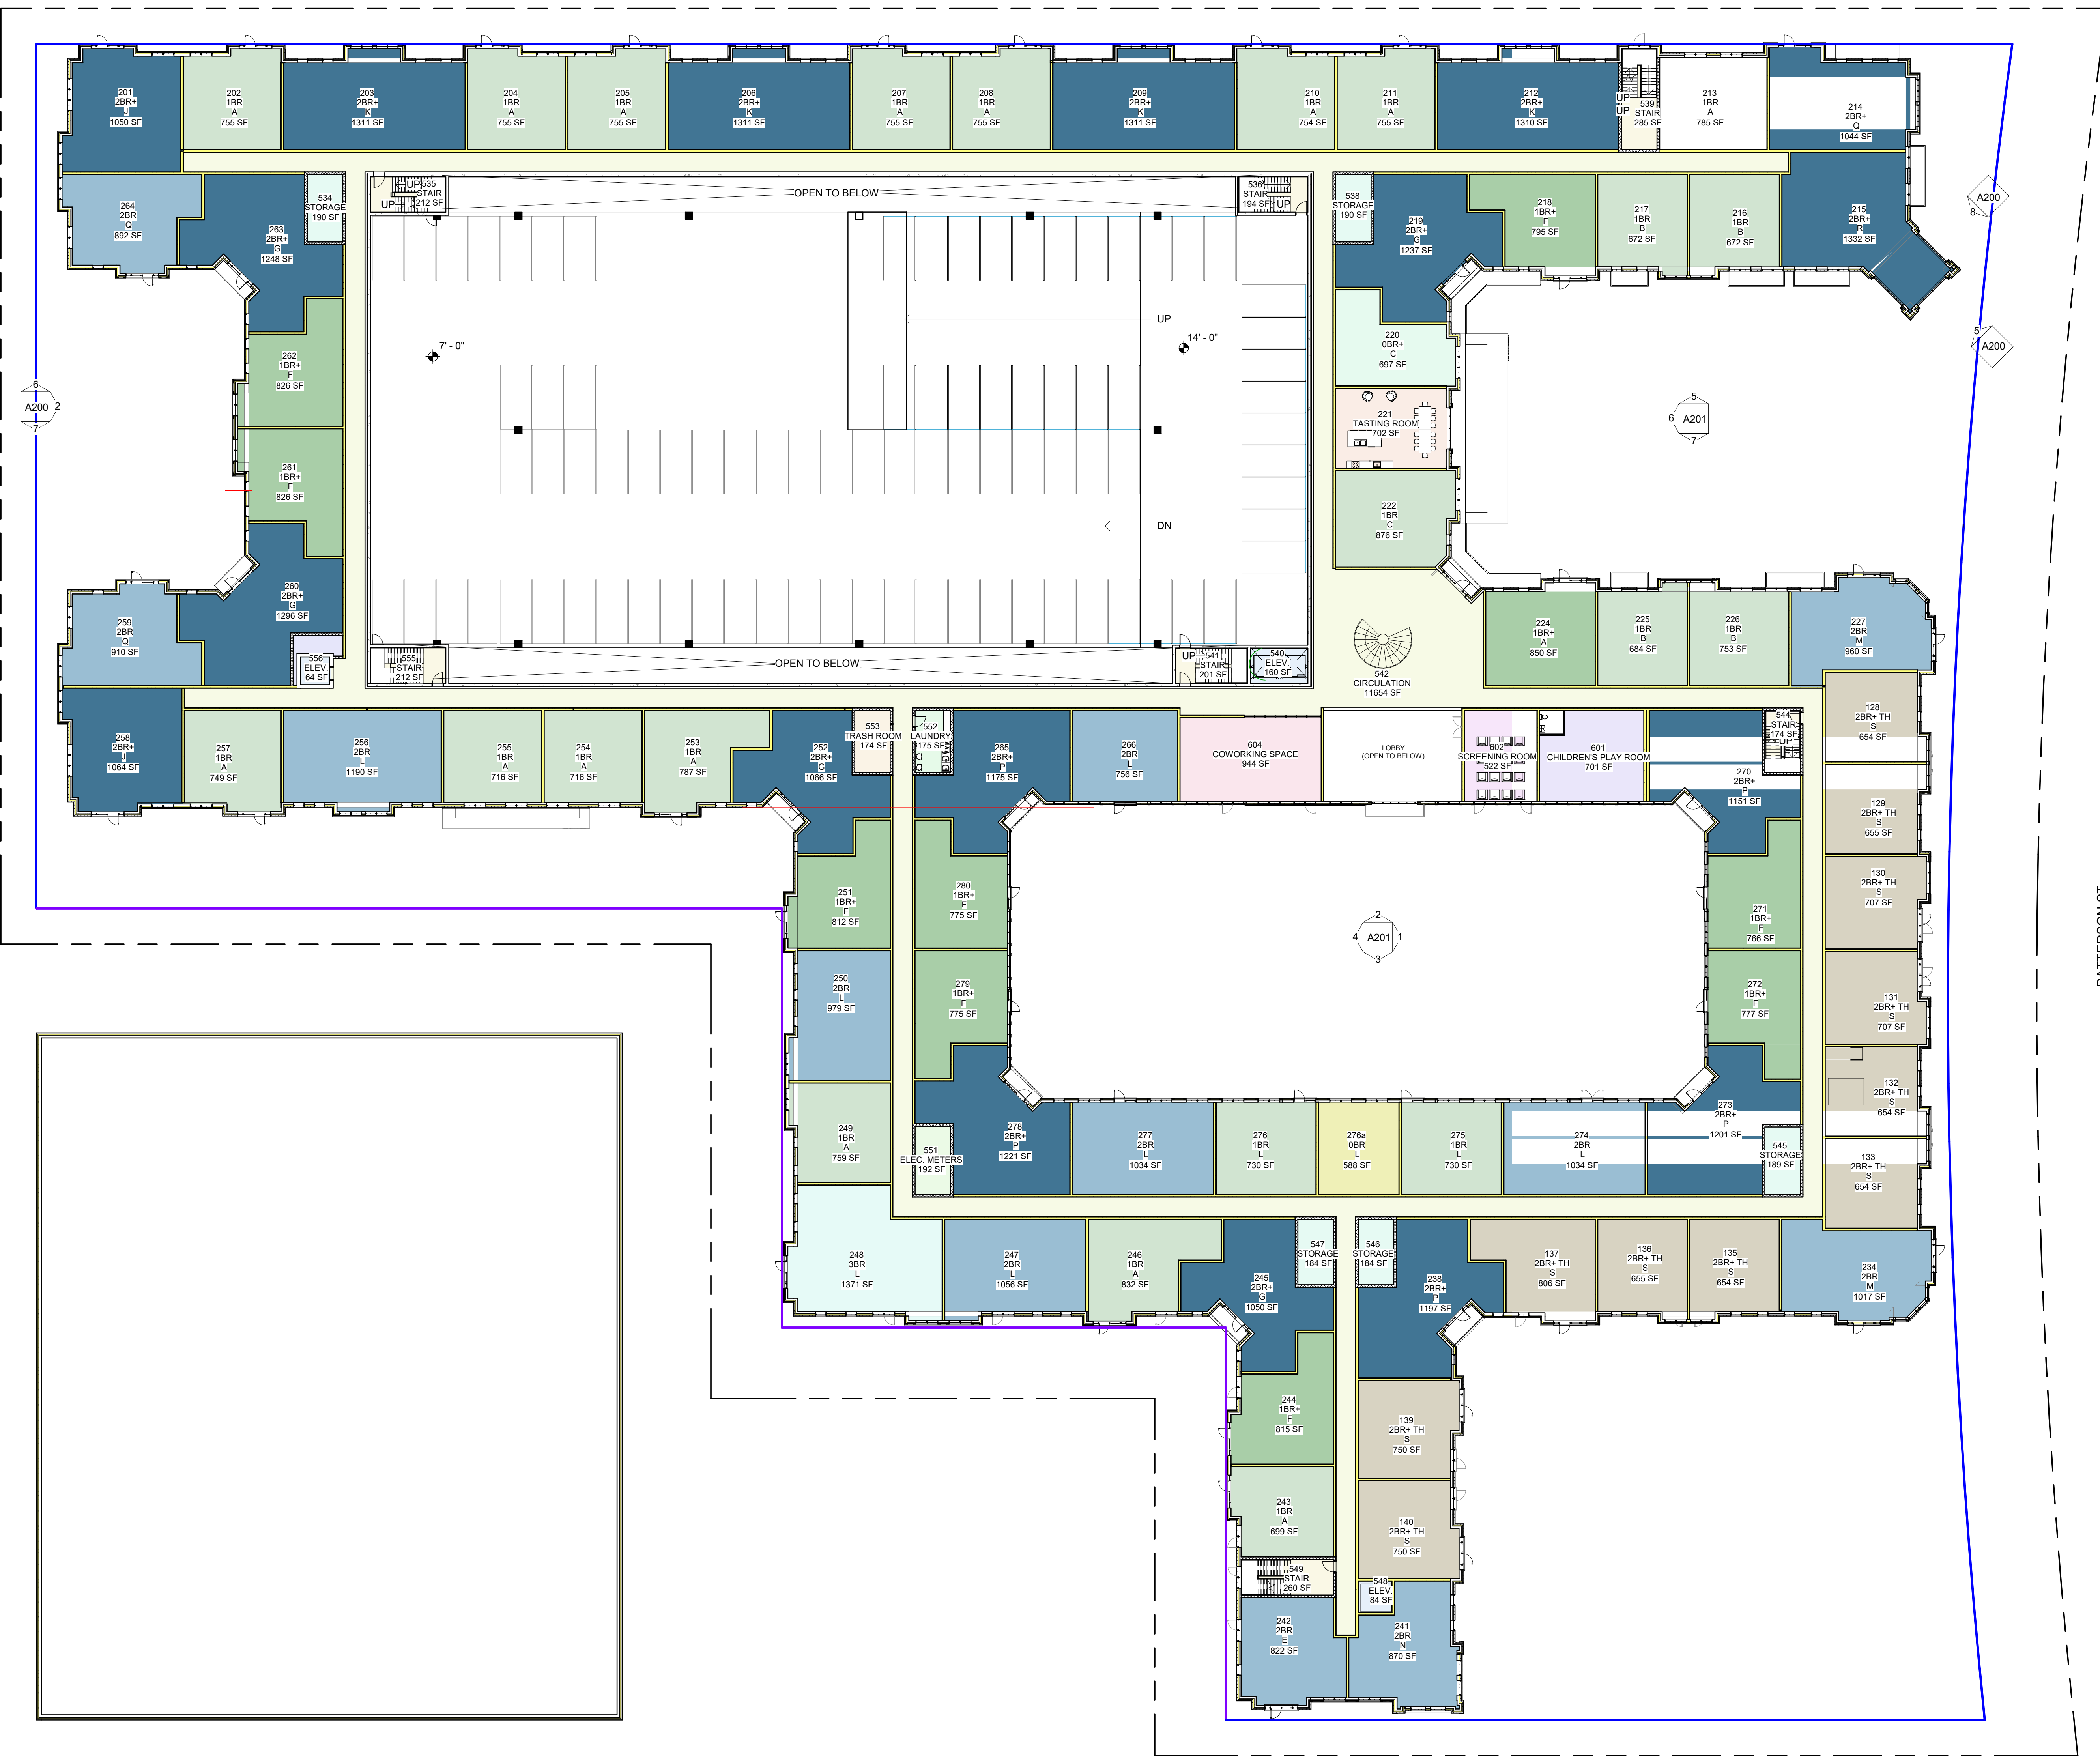 201
2BR+
J
1050 SF
202
1BR
A
755 SF
203
2BR+
K
1311 SF
204
1BR
A
755 SF
205
1BR
A
755 SF
206
2BR+
K
1311 SF
207
1BR
A
755 SF
208
1BR
A
755 SF
209
2BR+
K
1311 SF
210
1BR
A
754 SF
211
1BR
A
755 SF
212
2BR+
K
1310 SF
UP
UP
539
STAIR
285 SF
213
1BR
A
785 SF
214
2BR+
Q
1044 SF
264
2BR
Q
892 SF
263
2BR+
G
1248 SF
534
STORAGE
190 SF
UP
UP
535
STAIR
212 SF
OPEN TO BELOW
536
STAIR
194 SF
UP
538
STORAGE
190 SF
219
2BR+
G
1237 SF
218
1BR+
F
795 SF
217
1BR
B
672 SF
216
1BR
B
672 SF
215
2BR+
R
1332 SF
A200
8
5
A200
262
1BR+
F
826 SF
7' - 0"
UP
14' - 0"
220
0BR+
C
697 SF
6
A200
2
7
221
TASTING ROOM
702 SF
5
6
A201
7
261
1BR+
F
826 SF
DN
222
1BR
C
876 SF
260
2BR+
G
1296 SF
259
2BR
Q
910 SF
556
ELEV.
64 SF
555
STAIR
212 SF
OPEN TO BELOW
UP
541
STAIR
201 SF
540
ELEV.
160 SF
542
CIRCULATION
11654 SF
224
1BR+
A
850 SF
225
1BR
B
684 SF
226
1BR
B
753 SF
227
2BR
M
960 SF
258
2BR+
J
1064 SF
257
1BR
A
749 SF
256
2BR
L
1190 SF
255
1BR
A
716 SF
254
1BR
A
716 SF
253
1BR
A
787 SF
252
2BR+
G
1066 SF
553
TRASH ROOM
174 SF
552
LAUNDRY
175 SF
265
2BR+
P
1175 SF
266
2BR
L
756 SF
604
COWORKING SPACE
944 SF
LOBBY
(OPEN TO BELOW)
602
SCREENING ROOM
522 SF
601
CHILDREN'S PLAY ROOM
701 SF
270
2BR+
P
1151 SF
544
STAIR
174 SF
UP
128
2BR+ TH
S
654 SF
129
2BR+ TH
S
655 SF
130
2BR+ TH
S
707 SF
251
1BR+
F
812 SF
280
1BR+
F
775 SF
2
4
A201
1
3
271
1BR+
F
766 SF
PATTERSON ST
250
2BR
L
979 SF
279
1BR+
F
775 SF
272
1BR+
F
777 SF
131
2BR+ TH
S
707 SF
132
2BR+ TH
S
654 SF
249
1BR
A
759 SF
551
ELEC. METERS
192 SF
278
2BR+
P
1221 SF
277
2BR
L
1034 SF
276
1BR
L
730 SF
276a
0BR
L
588 SF
275
1BR
L
730 SF
274
2BR
L
1034 SF
273
2BR+
P
1201 SF
545
STORAGE
189 SF
133
2BR+ TH
S
654 SF
248
3BR
L
1371 SF
247
2BR
L
1056 SF
246
1BR
A
832 SF
245
2BR+
G
1050 SF
547
STORAGE
184 SF
546
STORAGE
184 SF
238
2BR+
P
1197 SF
137
2BR+ TH
S
806 SF
136
2BR+ TH
S
655 SF
135
2BR+ TH
S
654 SF
234
2BR
M
1017 SF
244
1BR+
F
815 SF
139
2BR+ TH
S
750 SF
243
1BR
A
699 SF
140
2BR+ TH
S
750 SF
549
STAIR
260 SF
548
ELEV.
84 SF
242
2BR
E
822 SF
241
2BR
N
870 SF